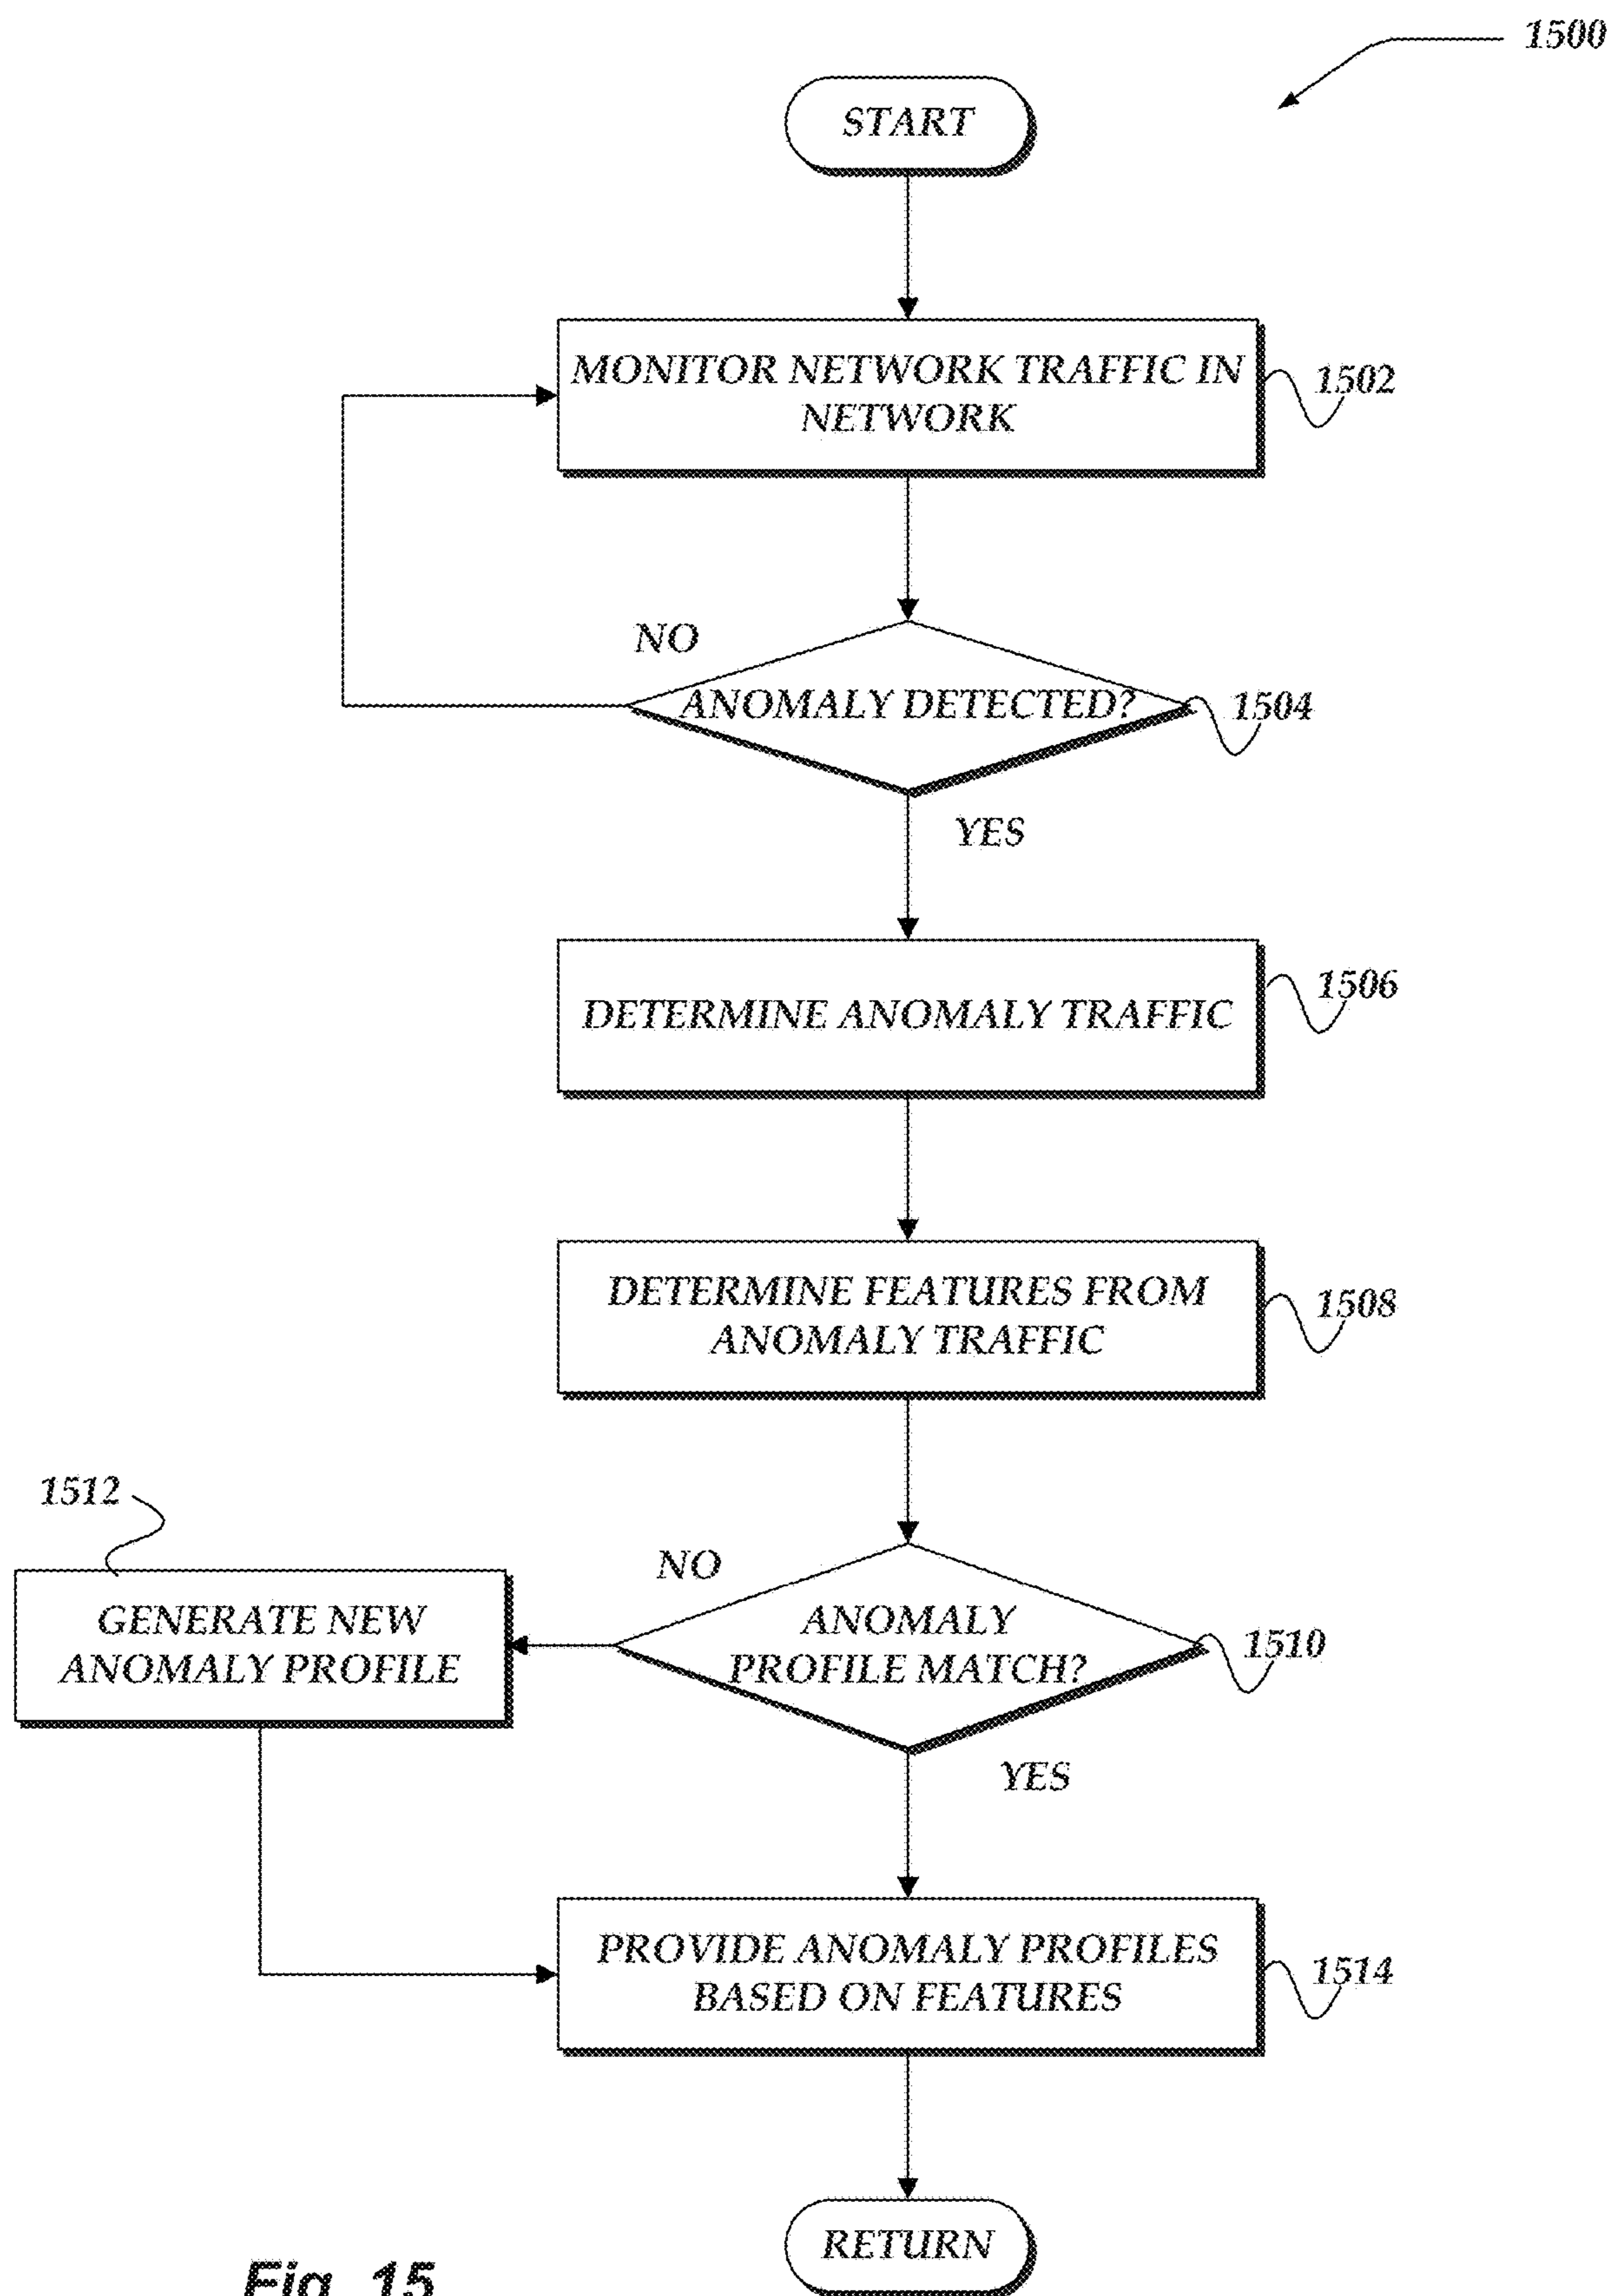 1500
START
MONITOR NETWORK TRAFFIC IN
NETWORK
1502
NO
ANOMALY DETECTED?
1504
YES
DETERMINE ANOMALY TRAFFIC
1506
DETERMINE FEATURES FROM
ANOMALY TRAFFIC
1508
1512
NO
GENERATE NEW
ANOMALY PROFILE
ANOMALY
PROFILE MATCH?
1510
YES
PROVIDE ANOMALY PROFILES
BASED ON FEATURES
1514
RETURN
Fig. 15